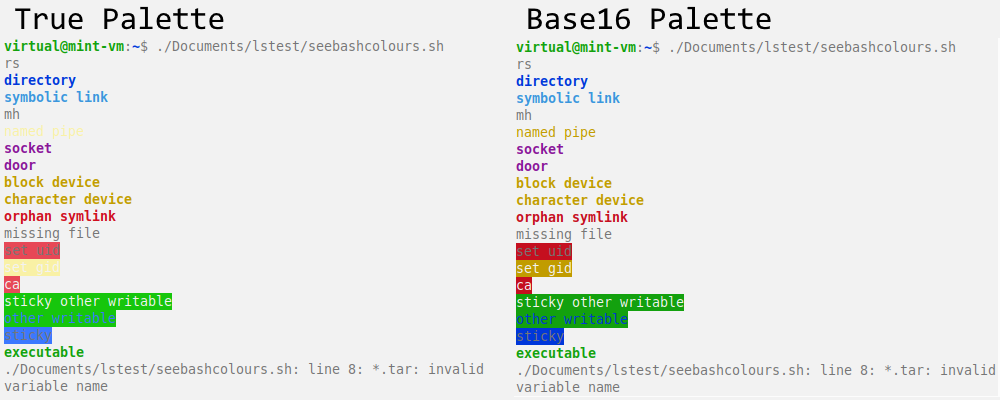 True Palette
virtual@mint-vm:~$ ./Documents/lstest/seebashcolours.sh
rs
directory
symbolic link
mh
named pipe
socket
door
block device
character device
orphan symlink
missing file
set uid
set gid
ca
sticky other writable
other writable
sticky
executable
./Documents/lstest/seebashcolours.sh: line 8: *.tar: invalid
variable name
Base16 Palette
virtual@mint-vm:~$ ./Documents/lstest/seebashcolours.sh
rs
directory
symbolic link
mh
named pipe
socket
door
block device
character device
orphan symlink
missing file
set uid
set gid
ca
sticky other writable
other writable
sticky
executable
./Documents/lstest/seebashcolours.sh: line 8: *.tar: invalid
variable name